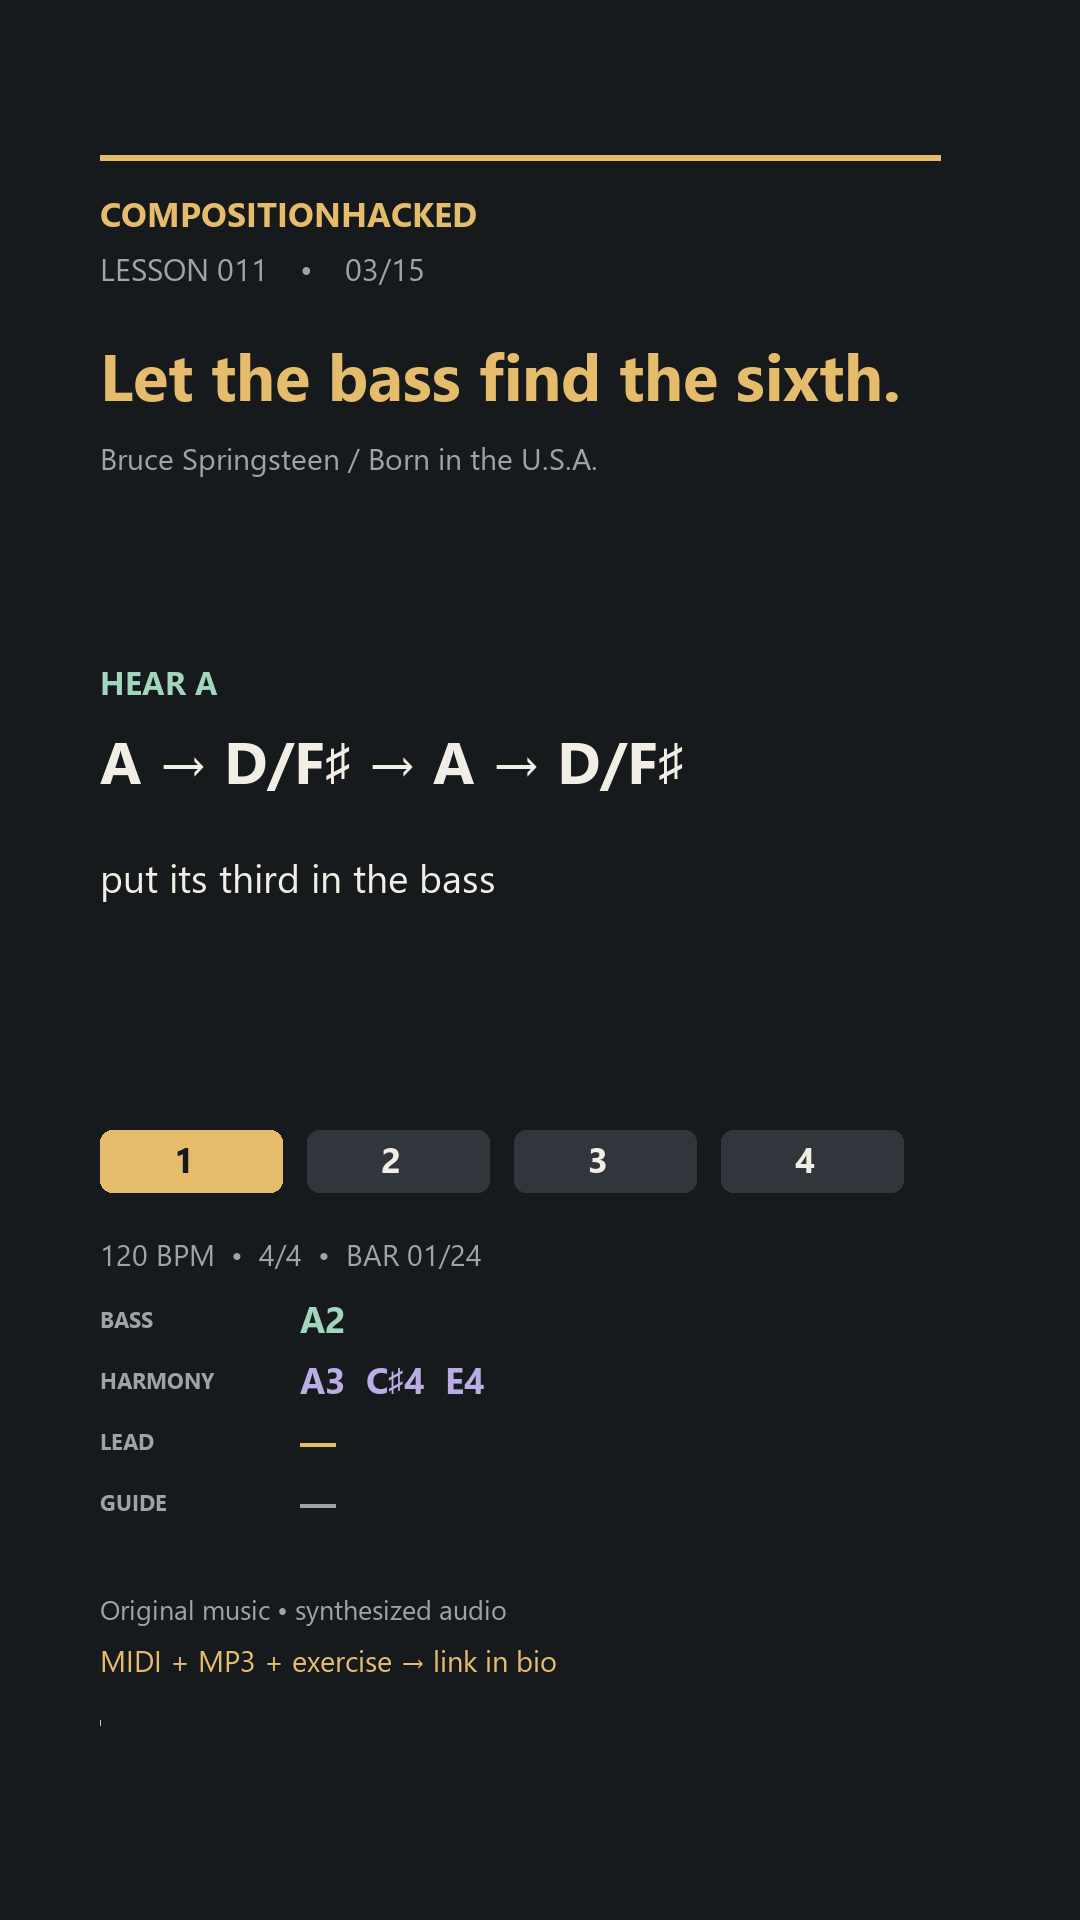 COMPOSITIONHACKED
LESSON 011 • 03/15
Let the bass find the sixth.
Bruce Springsteen / Born in the U.S.A.
HEAR A
A → D/F♯ → A → D/F♯
put its third in the bass
1 2 3 4
120 BPM • 4/4 • BAR 01/24
BASS A2
HARMONY A3 C♯4 E4
LEAD —
GUIDE —
Original music • synthesized audio
MIDI + MP3 + exercise → link in bio